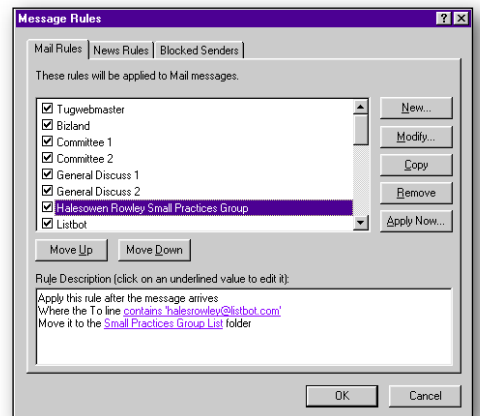 Message Rules
Mail Rules News Rules Blocked Senders
These rules will be applied to Mail messages.
Tugwebmaster
Bizland
Committee 1
Committee 2
General Discuss 1
General Discuss 2
Halesowen Rowley Small Practices Group
Listbot
New...
Modify...
Copy
Remove
Apply Now...
Move Up Move Down
Rule Description (click on an underlined value to edit it):
Apply this rule after the message arrives
Where the To line contains 'halesrowley@listbot.com'
Move it to the Small Practices Group List folder
OK Cancel